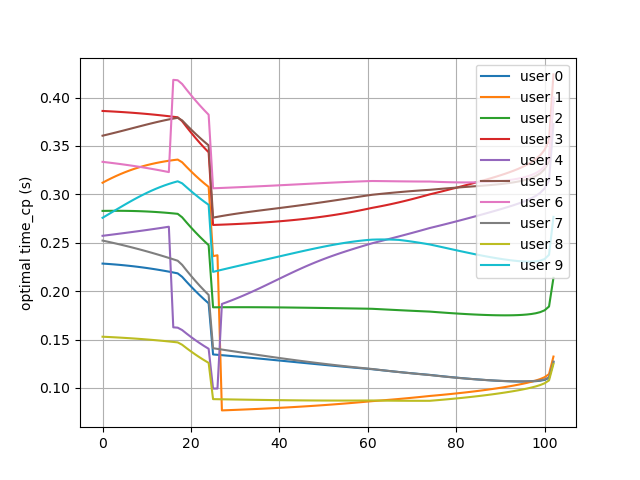 optimal time_cp (s)
0.40
0.35
0.30
0.25
0.20
0.15
0.10
0
20
40
60
80
100
user 0
user 1
user 2
user 3
user 4
user 5
user 6
user 7
user 8
user 9